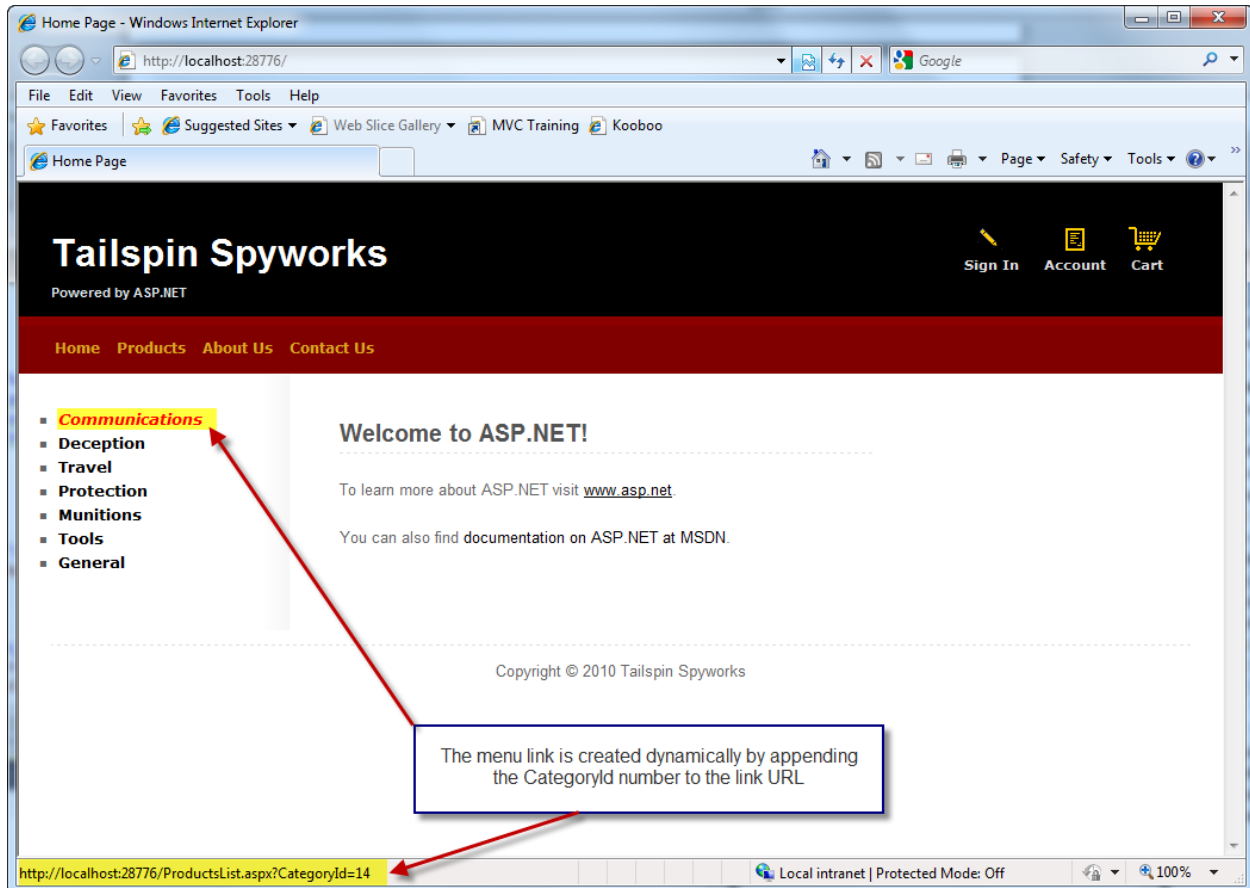 Home Page - Windows Internet Explorer
http://localhost:28776/
Google
File Edit View Favorites Tools Help
Favorites Suggested Sites Web Slice Gallery MVC Training Kooboo
Home Page
Page Safety Tools
Tailspin Spyworks
Powered by ASP.NET
Sign In Account Cart
Home Products About Us Contact Us
Communications
Deception
Travel
Protection
Munitions
Tools
General
Welcome to ASP.NET!
To learn more about ASP.NET visit www.asp.net.
You can also find documentation on ASP.NET at MSDN.
Copyright © 2010 Tailspin Spyworks
The menu link is created dynamically by appending
the CategoryId number to the link URL
http://localhost:28776/ProductsList.aspx?CategoryId=14
Local intranet | Protected Mode: Off
100%